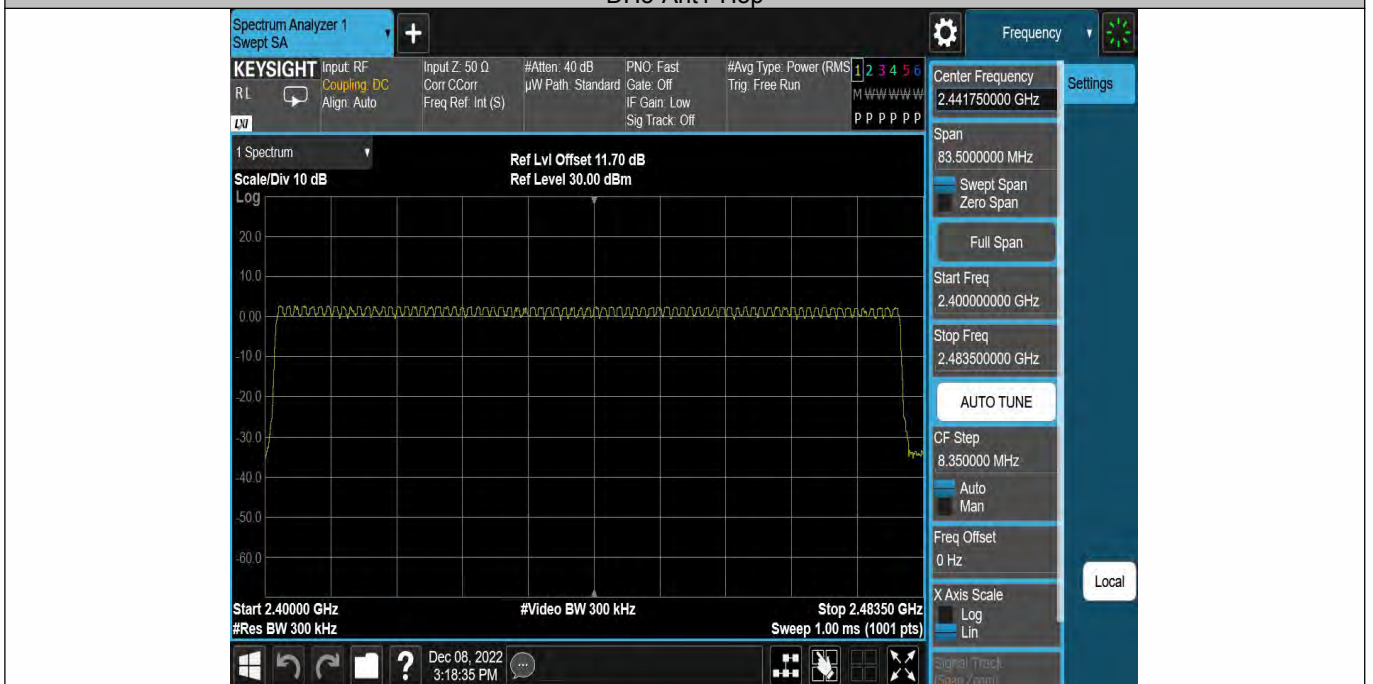 DH5-Ant1-Hop
Spectrum Analyzer 1
Swept SA
+
Frequency
KEYSIGHT
RL
LXI
Input: RF
Coupling: DC
Align: Auto
Input Z: 50 Ω
Corr CCorr
Freq Ref: Int (S)
#Atten: 40 dB
µW Path: Standard
PNO: Fast
Gate: Off
IF Gain: Low
Sig Track: Off
#Avg Type: Power (RMS
Trig: Free Run
1 2 3 4 5 6
M W W W W W
P P P P P P
1 Spectrum
Scale/Div 10 dB
Log
Ref Lvl Offset 11.70 dB
Ref Level 30.00 dBm
20.0
10.0
0.00
-10.0
-20.0
-30.0
-40.0
-50.0
-60.0
Start 2.40000 GHz
#Res BW 300 kHz
#Video BW 300 kHz
Stop 2.48350 GHz
Sweep 1.00 ms (1001 pts)
?
Dec 08, 2022
3:18:35 PM
Center Frequency
2.441750000 GHz
Span
83.5000000 MHz
Swept Span
Zero Span
Full Span
Start Freq
2.400000000 GHz
Stop Freq
2.483500000 GHz
AUTO TUNE
CF Step
8.350000 MHz
Auto
Man
Freq Offset
0 Hz
X Axis Scale
Log
Lin
Signal Track
(Span Zoom)
Settings
Local